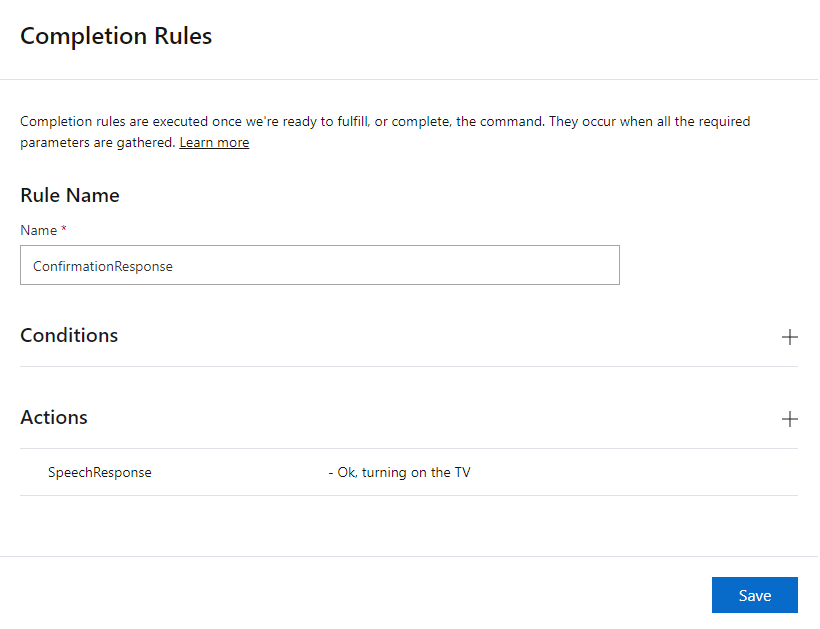 Completion Rules
Completion rules are executed once we're ready to fulfill, or complete, the command. They occur when all the required
parameters are gathered. Learn more
Rule Name
Name *
ConfirmationResponse
Conditions
Actions
SpeechResponse - Ok, turning on the TV
Save